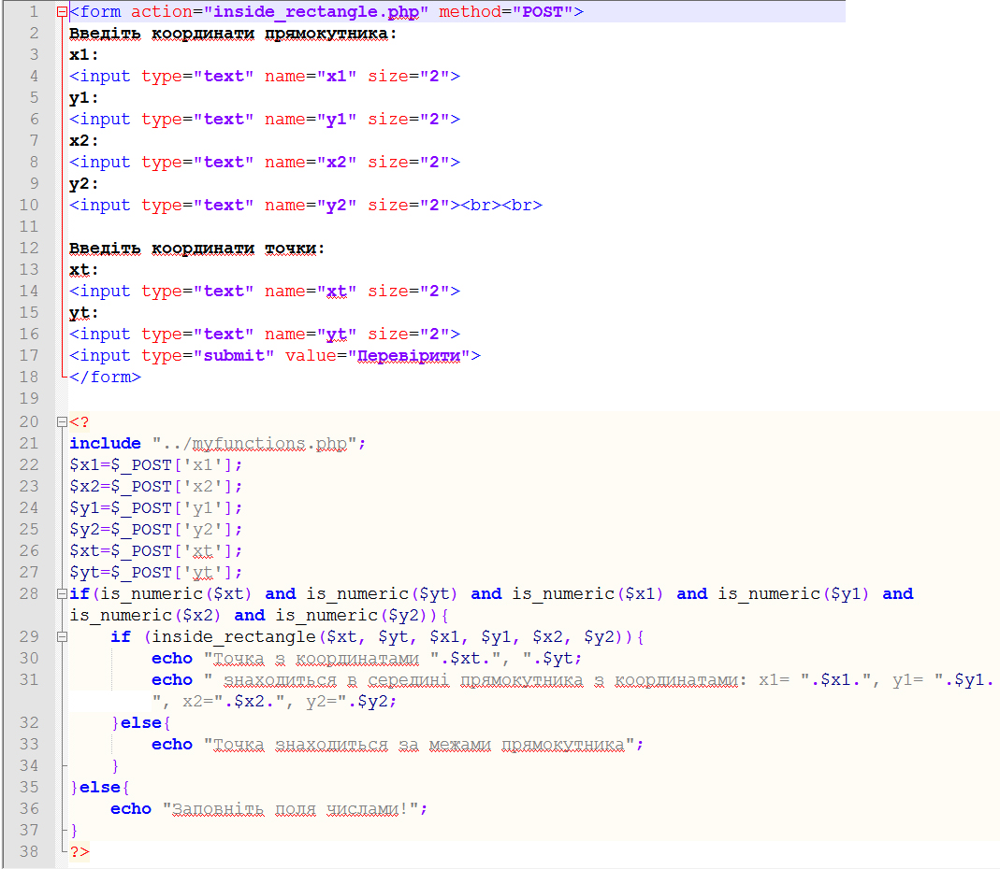 1 <form action="inside_rectangle.php" method="POST">
2 Введіть координати прямокутника:
3 x1:
4 <input type="text" name="x1" size="2">
5 y1:
6 <input type="text" name="y1" size="2">
7 x2:
8 <input type="text" name="x2" size="2">
9 y2:
10 <input type="text" name="y2" size="2"><br><br>
11
12 Введіть координати точки:
13 xt:
14 <input type="text" name="xt" size="2">
15 yt:
16 <input type="text" name="yt" size="2">
17 <input type="submit" value="Перевірити">
18 </form>
19
20 <?
21 include "../myfunctions.php";
22 $x1=$_POST['x1'];
23 $x2=$_POST['x2'];
24 $y1=$_POST['y1'];
25 $y2=$_POST['y2'];
26 $xt=$_POST['xt'];
27 $yt=$_POST['yt'];
28 if(is_numeric($xt) and is_numeric($yt) and is_numeric($x1) and is_numeric($y1) and
is_numeric($x2) and is_numeric($y2)){
29 if (inside_rectangle($xt, $yt, $x1, $y1, $x2, $y2)){
30 echo "Точка з координатами ".$xt.", ".$yt;
31 echo " знаходиться в середині прямокутника з координатами: x1= ".$x1.", y1= ".$y1.
", x2=".$x2.", y2=".$y2;
32 }else{
33 echo "Точка знаходиться за межами прямокутника";
34 }
35 }else{
36 echo "Заповніть поля числами!";
37 }
38 ?>